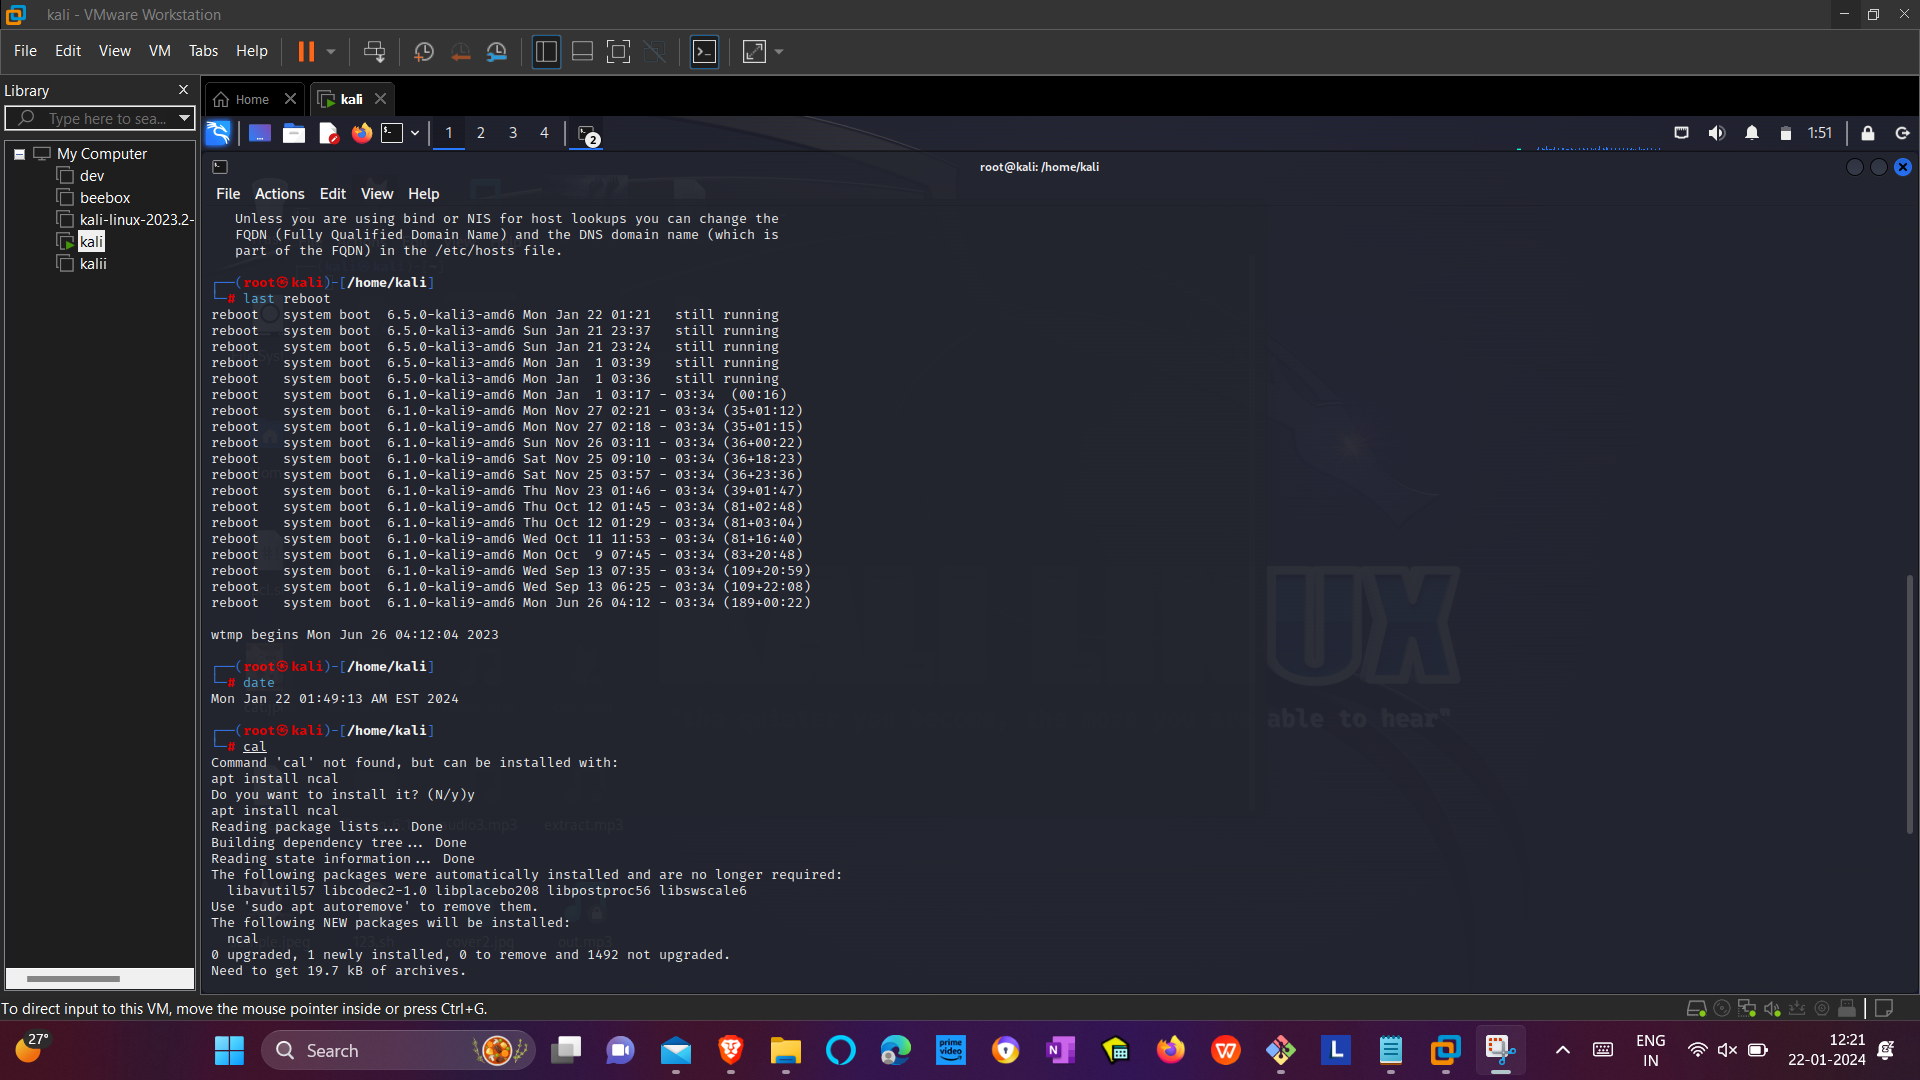 kali - VMware Workstation
File Edit View VM Tabs Help
Library
Home
kali
Type here to sea...
1 2 3 4
2
1:51
My Computer
dev
beebox
kali-linux-2023.2-
kali
kalii
root@kali: /home/kali
File Actions Edit View Help
Unless you are using bind or NIS for host lookups you can change the
FQDN (Fully Qualified Domain Name) and the DNS domain name (which is
part of the FQDN) in the /etc/hosts file.
┌──(root㉿kali)-[/home/kali]
└─# last reboot
reboot   system boot  6.5.0-kali3-amd6 Mon Jan 22 01:21   still running
reboot   system boot  6.5.0-kali3-amd6 Sun Jan 21 23:37   still running
reboot   system boot  6.5.0-kali3-amd6 Sun Jan 21 23:24   still running
reboot   system boot  6.5.0-kali3-amd6 Mon Jan  1 03:39   still running
reboot   system boot  6.5.0-kali3-amd6 Mon Jan  1 03:36   still running
reboot   system boot  6.1.0-kali9-amd6 Mon Jan  1 03:17 - 03:34  (00:16)
reboot   system boot  6.1.0-kali9-amd6 Mon Nov 27 02:21 - 03:34 (35+01:12)
reboot   system boot  6.1.0-kali9-amd6 Mon Nov 27 02:18 - 03:34 (35+01:15)
reboot   system boot  6.1.0-kali9-amd6 Sun Nov 26 03:11 - 03:34 (36+00:22)
reboot   system boot  6.1.0-kali9-amd6 Sat Nov 25 09:10 - 03:34 (36+18:23)
reboot   system boot  6.1.0-kali9-amd6 Sat Nov 25 03:57 - 03:34 (36+23:36)
reboot   system boot  6.1.0-kali9-amd6 Thu Nov 23 01:46 - 03:34 (39+01:47)
reboot   system boot  6.1.0-kali9-amd6 Thu Oct 12 01:45 - 03:34 (81+02:48)
reboot   system boot  6.1.0-kali9-amd6 Thu Oct 12 01:29 - 03:34 (81+03:04)
reboot   system boot  6.1.0-kali9-amd6 Wed Oct 11 11:53 - 03:34 (81+16:40)
reboot   system boot  6.1.0-kali9-amd6 Mon Oct  9 07:45 - 03:34 (83+20:48)
reboot   system boot  6.1.0-kali9-amd6 Wed Sep 13 07:35 - 03:34 (109+20:59)
reboot   system boot  6.1.0-kali9-amd6 Wed Sep 13 06:25 - 03:34 (109+22:08)
reboot   system boot  6.1.0-kali9-amd6 Mon Jun 26 04:12 - 03:34 (189+00:22)
wtmp begins Mon Jun 26 04:12:04 2023
┌──(root㉿kali)-[/home/kali]
└─# date
Mon Jan 22 01:49:13 AM EST 2024
┌──(root㉿kali)-[/home/kali]
└─# cal
Command 'cal' not found, but can be installed with:
apt install ncal
Do you want to install it? (N/y)y
apt install ncal
Reading package lists... Done
Building dependency tree... Done
Reading state information... Done
The following packages were automatically installed and are no longer required:
libavutil57 libcodec2-1.0 libplacebo208 libpostproc56 libswscale6
Use 'sudo apt autoremove' to remove them.
The following NEW packages will be installed:
ncal
0 upgraded, 1 newly installed, 0 to remove and 1492 not upgraded.
Need to get 19.7 kB of archives.
UX
able to hear"
extract.mp3
cover2.jpg
out.mp3
To direct input to this VM, move the mouse pointer inside or press Ctrl+G.
27°
Search
prime video
ENG
IN
12:21
22-01-2024